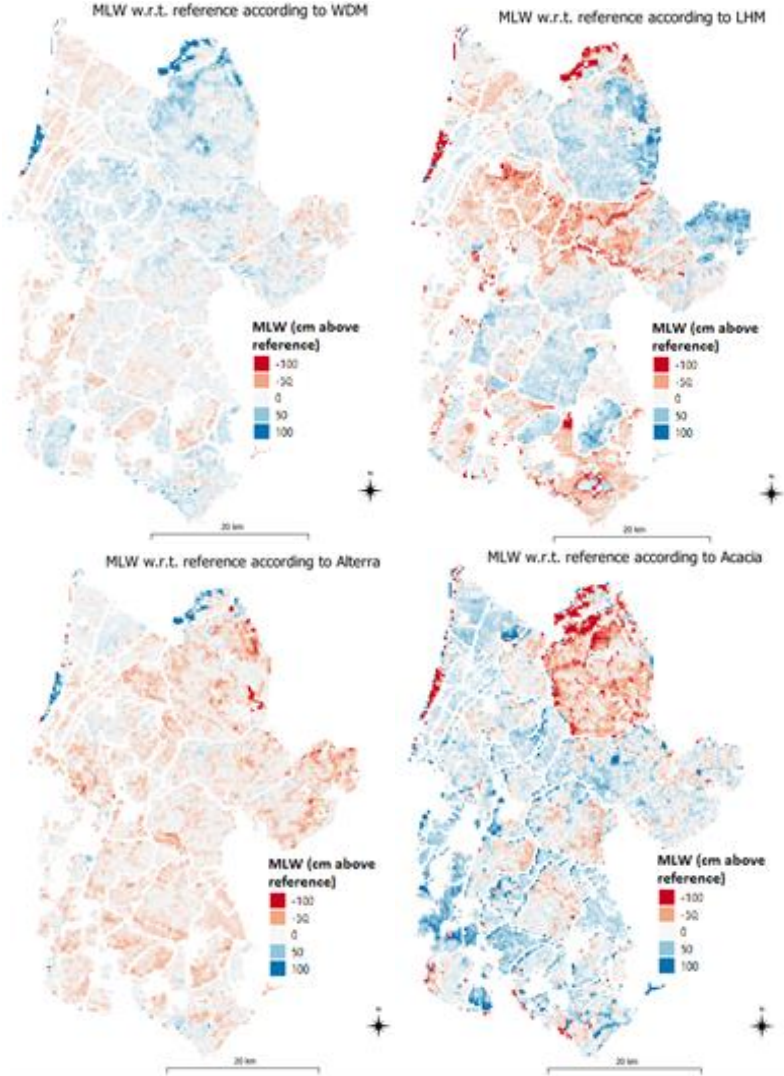 MLW w.r.t. reference according to WDM
MLW (cm above
reference)
-100
-50
0
50
100
N
20 km
MLW w.r.t. reference according to LHM
MLW (cm above
reference)
-100
-50
0
50
100
N
20 km
MLW w.r.t. reference according to Alterra
MLW (cm above
reference)
-100
-50
0
50
100
N
20 km
MLW w.r.t. reference according to Acacia
MLW (cm above
reference)
-100
-50
0
50
100
N
20 km